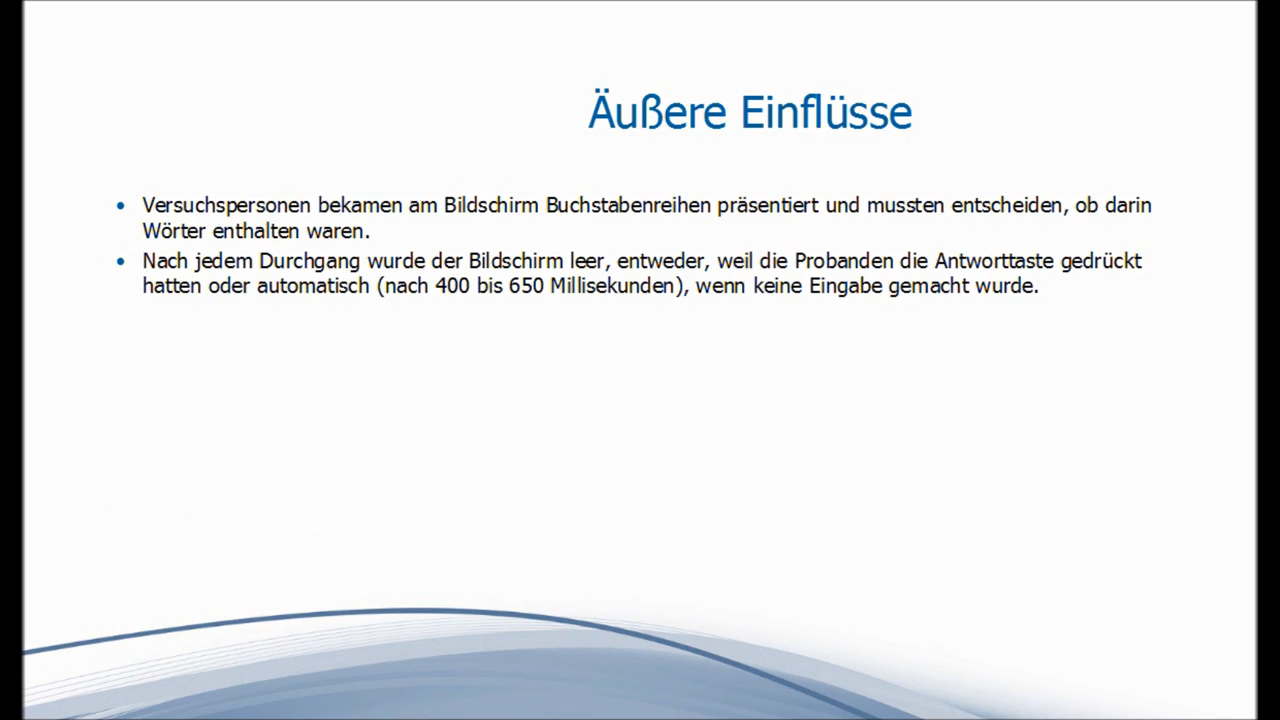 Äußere Einflüsse
• Versuchspersonen bekamen am Bildschirm Buchstabenreihen präsentiert und mussten entscheiden, ob darin
Wörter enthalten waren.
• Nach jedem Durchgang wurde der Bildschirm leer, entweder, weil die Probanden die Antworttaste gedrückt
hatten oder automatisch (nach 400 bis 650 Millisekunden), wenn keine Eingabe gemacht wurde.